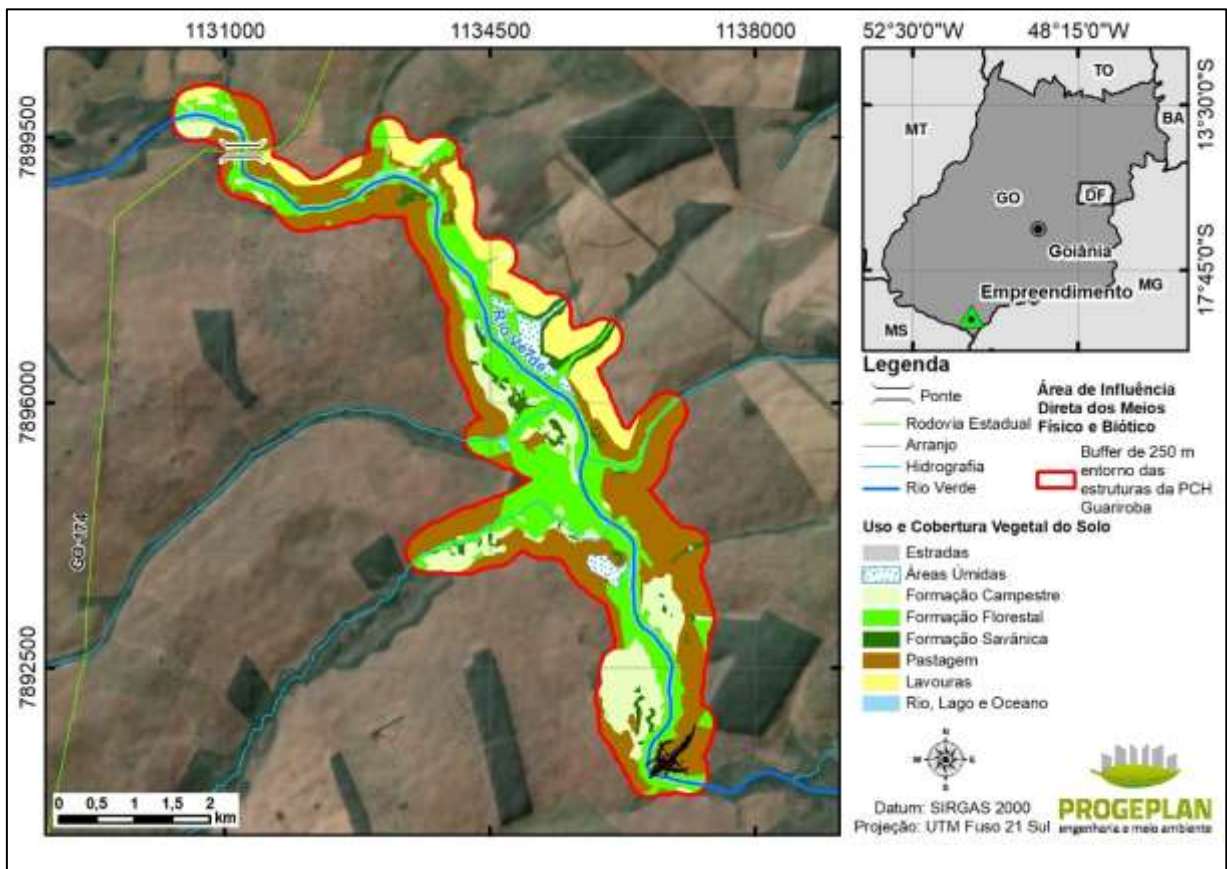 1131000
1134500
1138000
7899500
7896000
7892500
Rio Verde
GO-174
0 0,5 1 1,5 2
km
52°30'0"W
48°15'0"W
13°30'0"S
17°45'0"S
TO
BA
MT
DF
GO
Goiânia
MG
Empreendimento
MS
Legenda
Ponte
Rodovia Estadual
Arranjo
Hidrografia
Rio Verde
Área de Influência
Direta dos Meios
Físico e Biótico
Buffer de 250 m
entorno das
estruturas da PCH
Guariroba
Uso e Cobertura Vegetal do Solo
Estradas
Áreas Úmidas
Formação Campestre
Formação Florestal
Formação Savânica
Pastagem
Lavouras
Rio, Lago e Oceano
N
W E
S
Datum: SIRGAS 2000
Projeção: UTM Fuso 21 Sul
PROGEPLAN
engenharia e meio ambiente